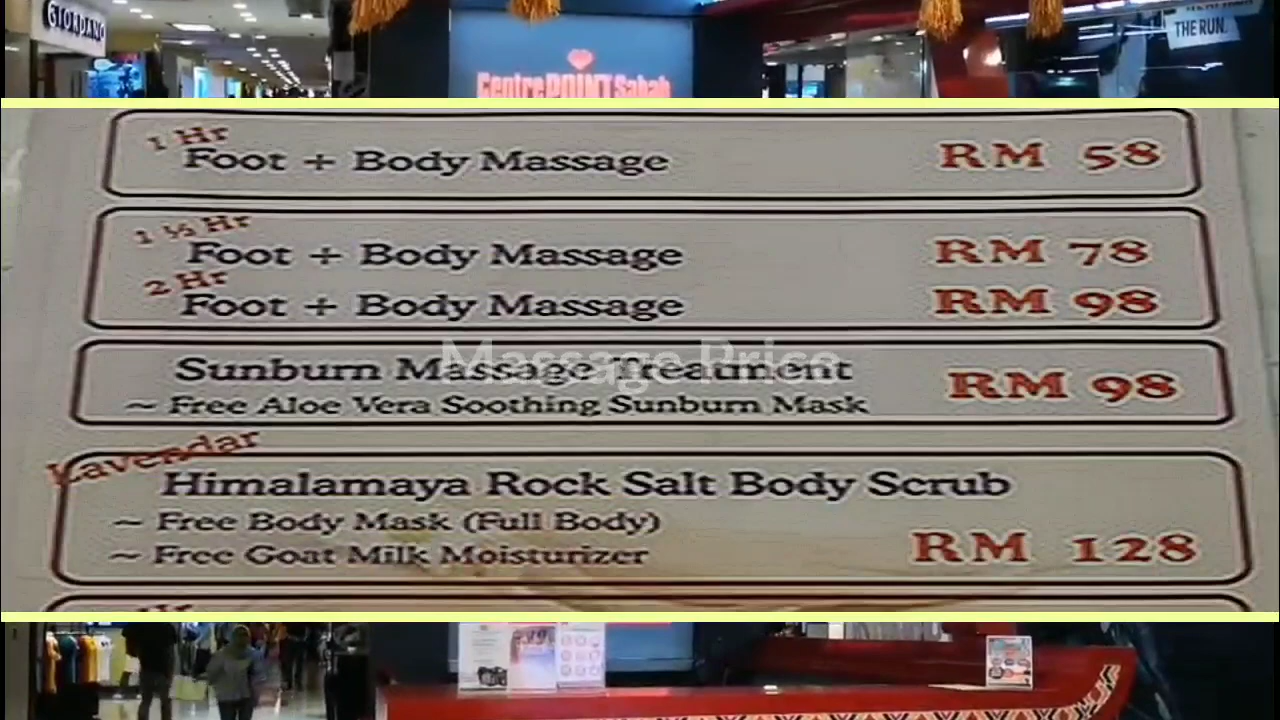 GIORDANO
THE RUN.
Centre POINT Sabah
1 Hr
Foot + Body Massage RM 58
1 ½ Hr
Foot + Body Massage RM 78
2 Hr
Foot + Body Massage RM 98
Massage Price
Sunburn Massage Treatment
~ Free Aloe Vera Soothing Sunburn Mask RM 98
Lavendar
Himalamaya Rock Salt Body Scrub
~ Free Body Mask (Full Body)
~ Free Goat Milk Moisturizer RM 128
Hr